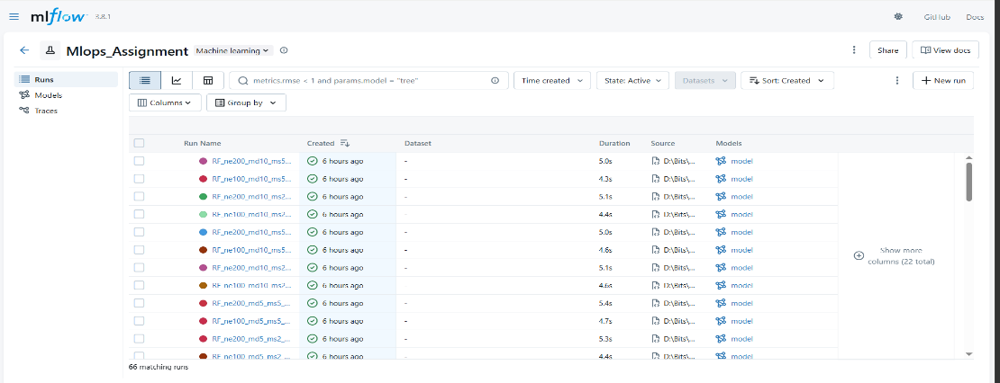 mlflow 3.8.1 GitHub Docs
Mlops_Assignment Machine learning Share View docs
Runs
Models
Traces
metrics.rmse < 1 and params.model = "tree" Time created State: Active Datasets Sort: Created New run
Columns Group by
Run Name Created Dataset Duration Source Models
RF_ne200_md10_ms5... 6 hours ago - 5.0s D:\Bits\... model
RF_ne100_md10_ms5... 6 hours ago - 4.3s D:\Bits\... model
RF_ne200_md10_ms2... 6 hours ago - 5.1s D:\Bits\... model
RF_ne100_md10_ms2... 6 hours ago - 4.4s D:\Bits\... model
RF_ne200_md10_ms5... 6 hours ago - 5.0s D:\Bits\... model
RF_ne100_md10_ms5... 6 hours ago - 4.6s D:\Bits\... model
RF_ne200_md10_ms2... 6 hours ago - 5.1s D:\Bits\... model
RF_ne100_md10_ms2... 6 hours ago - 4.6s D:\Bits\... model
RF_ne200_md5_ms5_... 6 hours ago - 5.4s D:\Bits\... model
RF_ne100_md5_ms5_... 6 hours ago - 4.7s D:\Bits\... model
RF_ne200_md5_ms2_... 6 hours ago - 5.3s D:\Bits\... model
RF_ne100_md5_ms2_... 6 hours ago - 4.4s D:\Bits\... model
Show more
columns (22 total)
66 matching runs